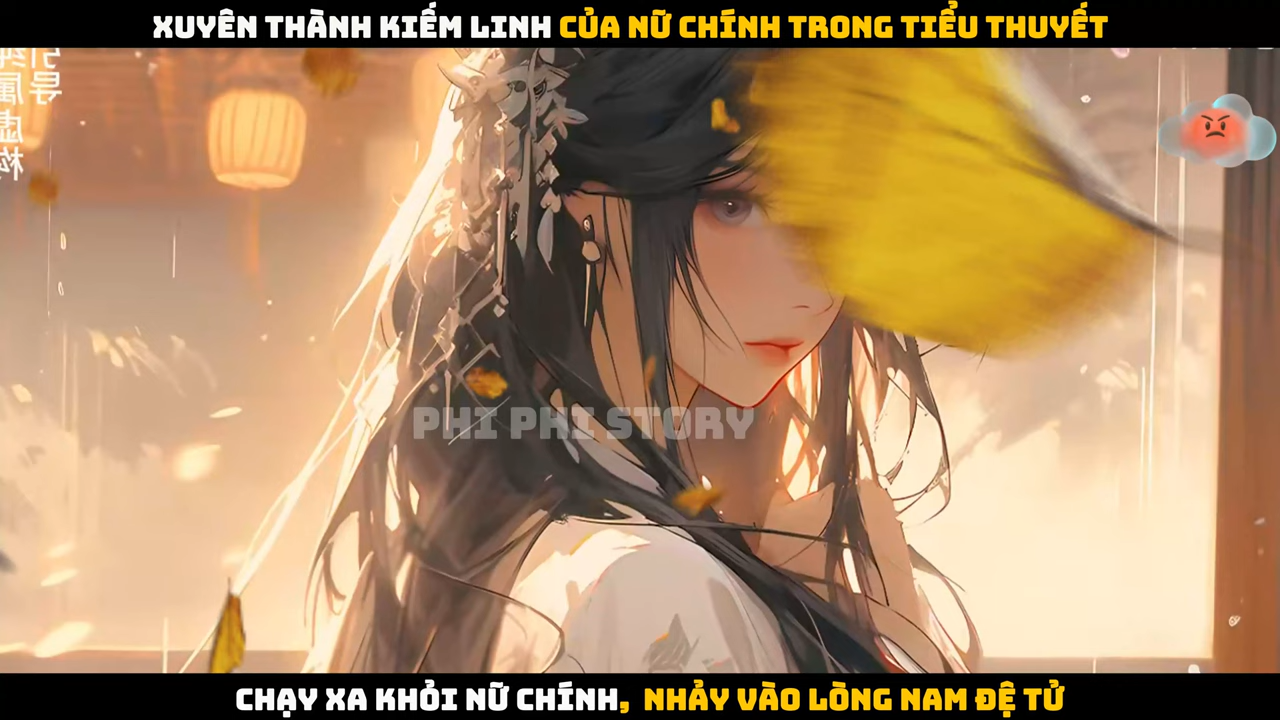 XUYÊN THÀNH KIẾM LINH CỦA NỮ CHÍNH TRONG TIỂU THUYẾT
PHI PHI STORY
CHẠY XA KHỎI NỮ CHÍNH, NHẢY VÀO LÒNG NAM ĐỆ TỬ